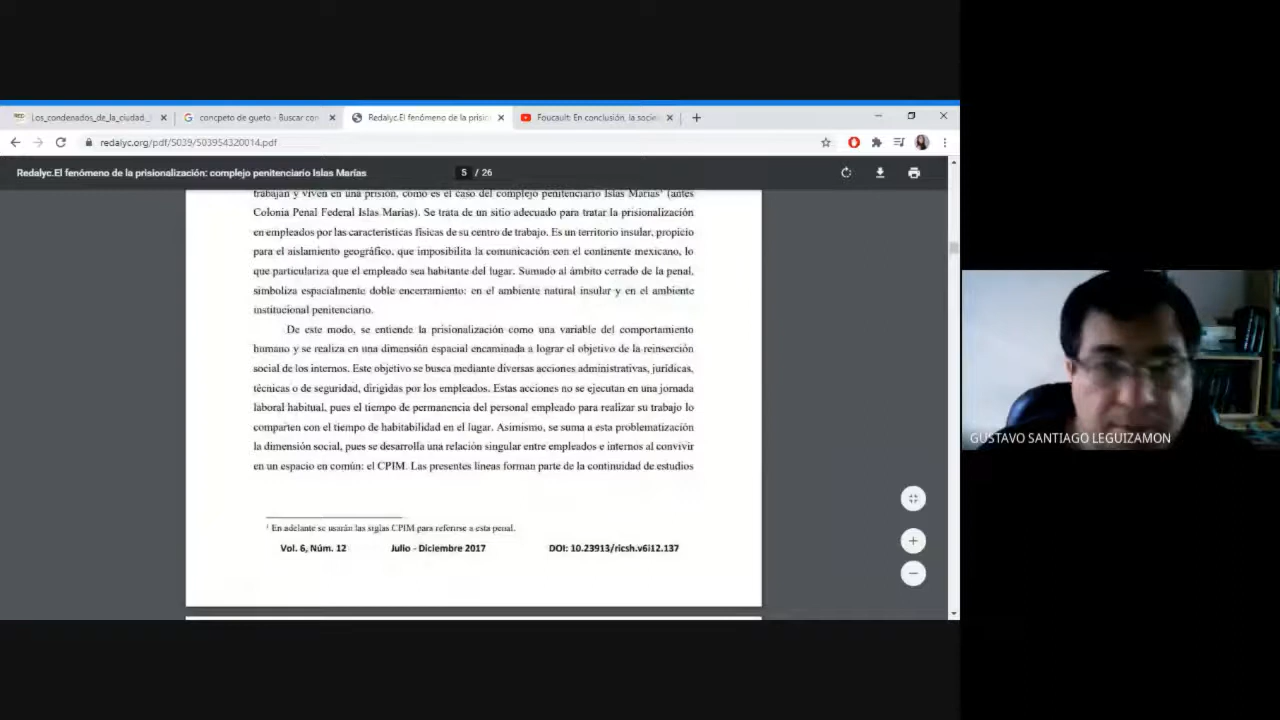 Los_condenados_de_la_ciudad._
concpeto de gueto - Buscar con
Redalyc.El fenómeno de la prisio
Foucault: En conclusión, la socie
redalyc.org/pdf/5039/503954320014.pdf
Redalyc.El fenómeno de la prisionalización: complejo penitenciario Islas Marías
5 / 26
trabajan y viven en una prisión, como es el caso del complejo penitenciario Islas Marías¹ (antes
Colonia Penal Federal Islas Marías). Se trata de un sitio adecuado para tratar la prisionalización
en empleados por las características físicas de su centro de trabajo. Es un territorio insular, propicio
para el aislamiento geográfico, que imposibilita la comunicación con el continente mexicano, lo
que particulariza que el empleado sea habitante del lugar. Sumado al ámbito cerrado de la penal,
simboliza espacialmente doble encerramiento: en el ambiente natural insular y en el ambiente
institucional penitenciario.
De este modo, se entiende la prisionalización como una variable del comportamiento
humano y se realiza en una dimensión espacial encaminada a lograr el objetivo de la reinserción
social de los internos. Este objetivo se busca mediante diversas acciones administrativas, jurídicas,
técnicas o de seguridad, dirigidas por los empleados. Estas acciones no se ejecutan en una jornada
laboral habitual, pues el tiempo de permanencia del personal empleado para realizar su trabajo lo
comparten con el tiempo de habitabilidad en el lugar. Asimismo, se suma a esta problematización
la dimensión social, pues se desarrolla una relación singular entre empleados e internos al convivir
en un espacio en común: el CPIM. Las presentes líneas forman parte de la continuidad de estudios
¹ En adelante se usarán las siglas CPIM para referirse a esta penal.
Vol. 6, Núm. 12 Julio - Diciembre 2017 DOI: 10.23913/ricsh.v6i12.137
GUSTAVO SANTIAGO LEGUIZAMON